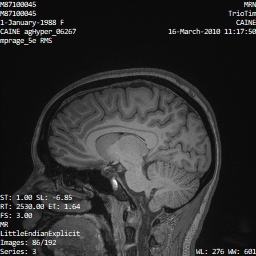 M87100045
M87100045
1-January-1988 F
CAINE agHyper_06267
mprage_5e RMS
MRN
TrioTim
CAINE
16-March-2010 11:17:50
ST: 1.00 SL: -6.85
RT: 2530.00 ET: 1.64
FS: 3.00
MR
LittleEndianExplicit
Images: 86/192
Series: 3
WL: 276 WW: 601